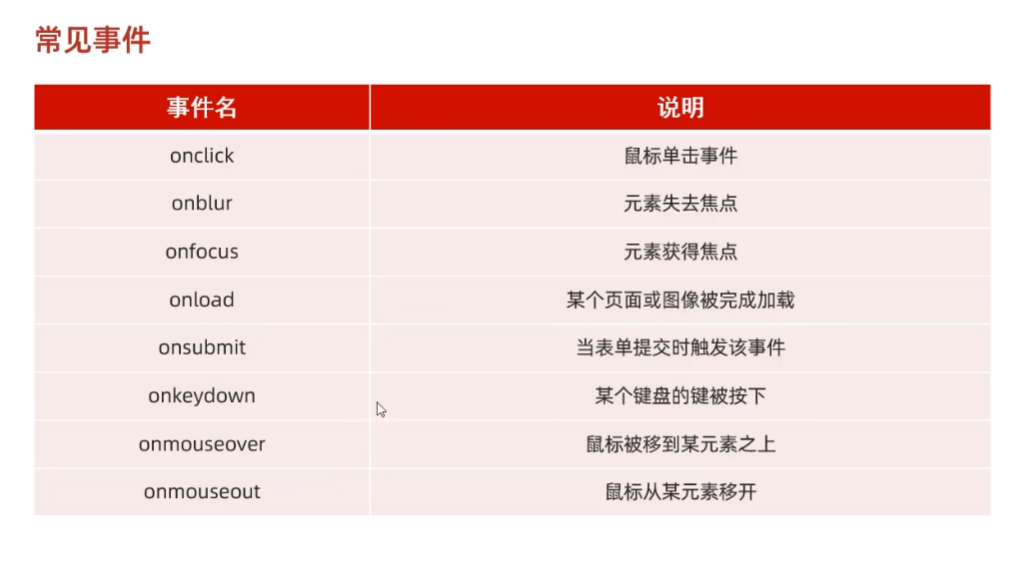 常见事件
事件名 说明
onclick 鼠标单击事件
onblur 元素失去焦点
onfocus 元素获得焦点
onload 某个页面或图像被完成加载
onsubmit 当表单提交时触发该事件
onkeydown 某个键盘的键被按下
onmouseover 鼠标被移到某元素之上
onmouseout 鼠标从某元素移开